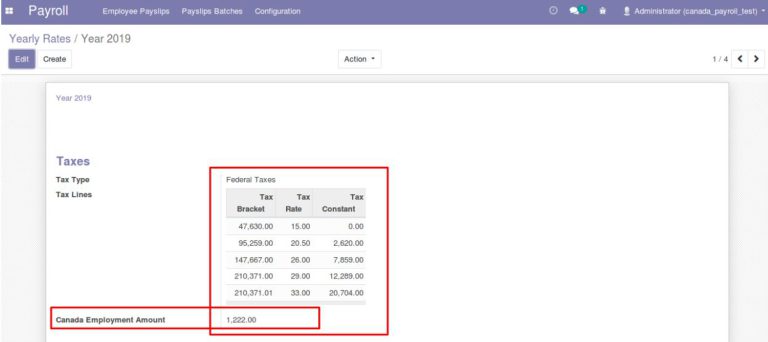 Payroll Employee Payslips Payslips Batches Configuration 1 Administrator (canada_payroll_test)
Yearly Rates / Year 2019
Edit Create Action 1 / 4
Year 2019
Taxes
Tax Type Federal Taxes
Tax Lines
Tax Tax Tax
Bracket Rate Constant
47,630.00 15.00 0.00
95,259.00 20.50 2,620.00
147,667.00 26.00 7,859.00
210,371.00 29.00 12,289.00
210,371.01 33.00 20,704.00
Canada Employment Amount 1,222.00